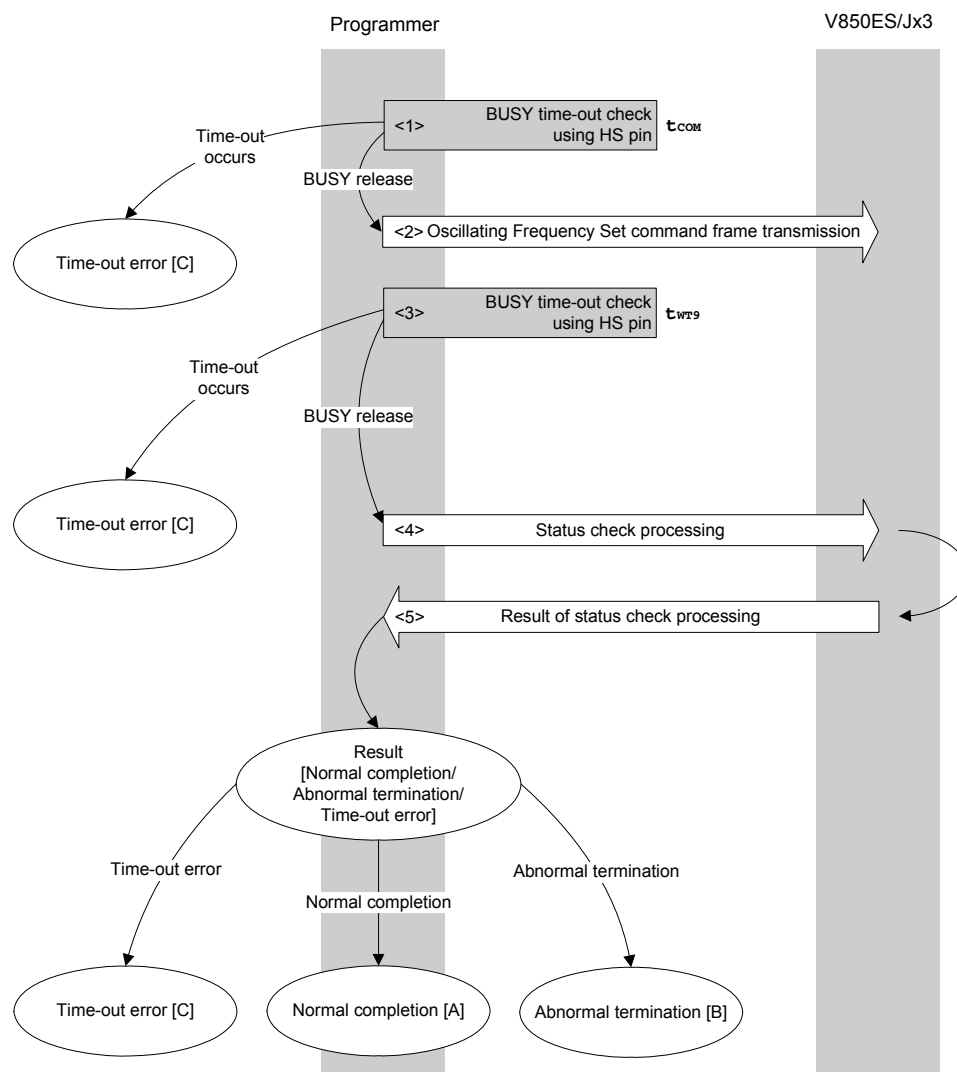 Programmer
V850ES/Jx3
<1>
BUSY time-out check
using HS pin
tCOM
Time-out
occurs
BUSY release
<2> Oscillating Frequency Set command frame transmission
Time-out error [C]
<3>
BUSY time-out check
using HS pin
tWT9
Time-out
occurs
BUSY release
Time-out error [C]
<4> Status check processing
<5> Result of status check processing
Result
[Normal completion/
Abnormal termination/
Time-out error]
Time-out error
Normal completion
Abnormal termination
Time-out error [C]
Normal completion [A]
Abnormal termination [B]